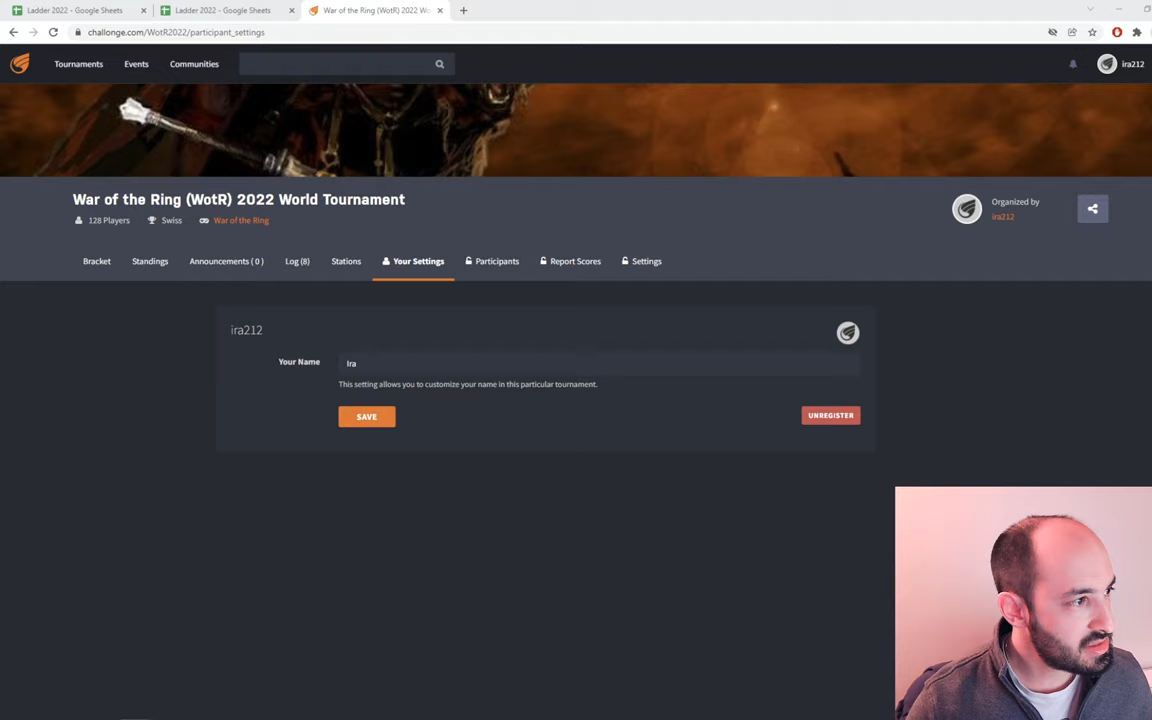 Ladder 2022 - Google Sheets
Ladder 2022 - Google Sheets
War of the Ring (WotR) 2022 Wo
challonge.com/WotR2022/participant_settings
Tournaments Events Communities ira212
War of the Ring (WotR) 2022 World Tournament
128 Players Swiss War of the Ring
Organized by
ira212
Bracket Standings Announcements ( 0 ) Log (8) Stations Your Settings Participants Report Scores Settings
ira212
Your Name Ira
This setting allows you to customize your name in this particular tournament.
SAVE UNREGISTER